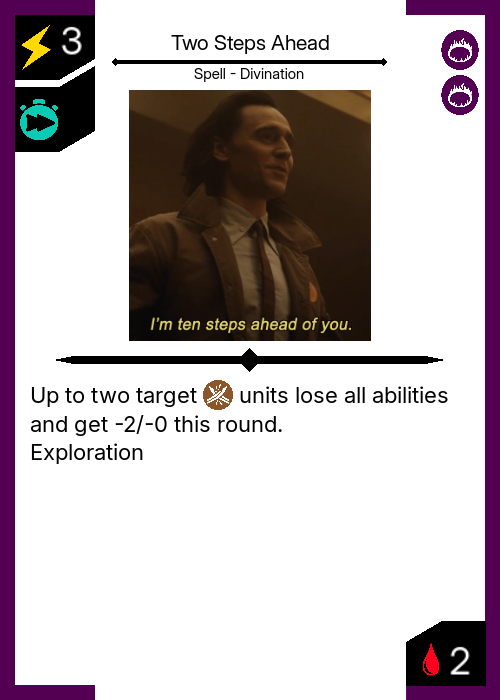 3
Two Steps Ahead
Spell - Divination
I'm ten steps ahead of you.
Up to two target units lose all abilities
and get -2/-0 this round.
Exploration
2